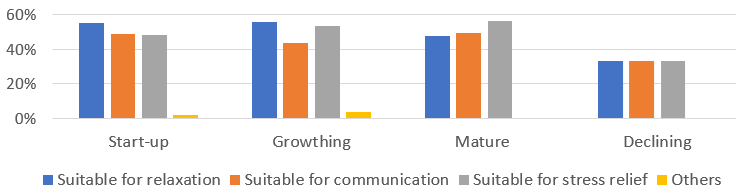 60%
40%
20%
0%
Start-up Growthing Mature Declining
Suitable for relaxation Suitable for communication Suitable for stress relief Others